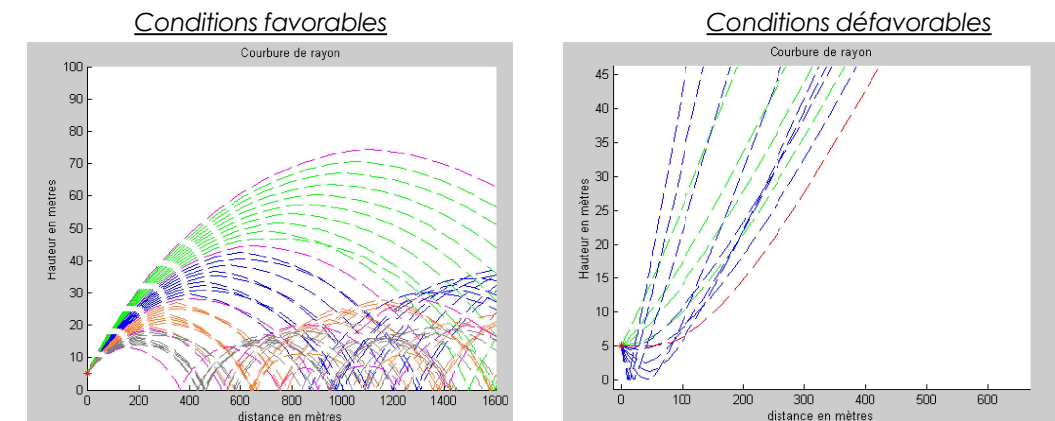 Conditions favorables
Courbure de rayon
100
90
80
70
60
50
40
30
20
10
0
Hauteur en mètres
0 200 400 600 800 1000 1200 1400 1600
distance en mètres
Conditions défavorables
Courbure de rayon
45
40
35
30
25
20
15
10
5
0
Hauteur en mètres
0 100 200 300 400 500 600
distance en mètres